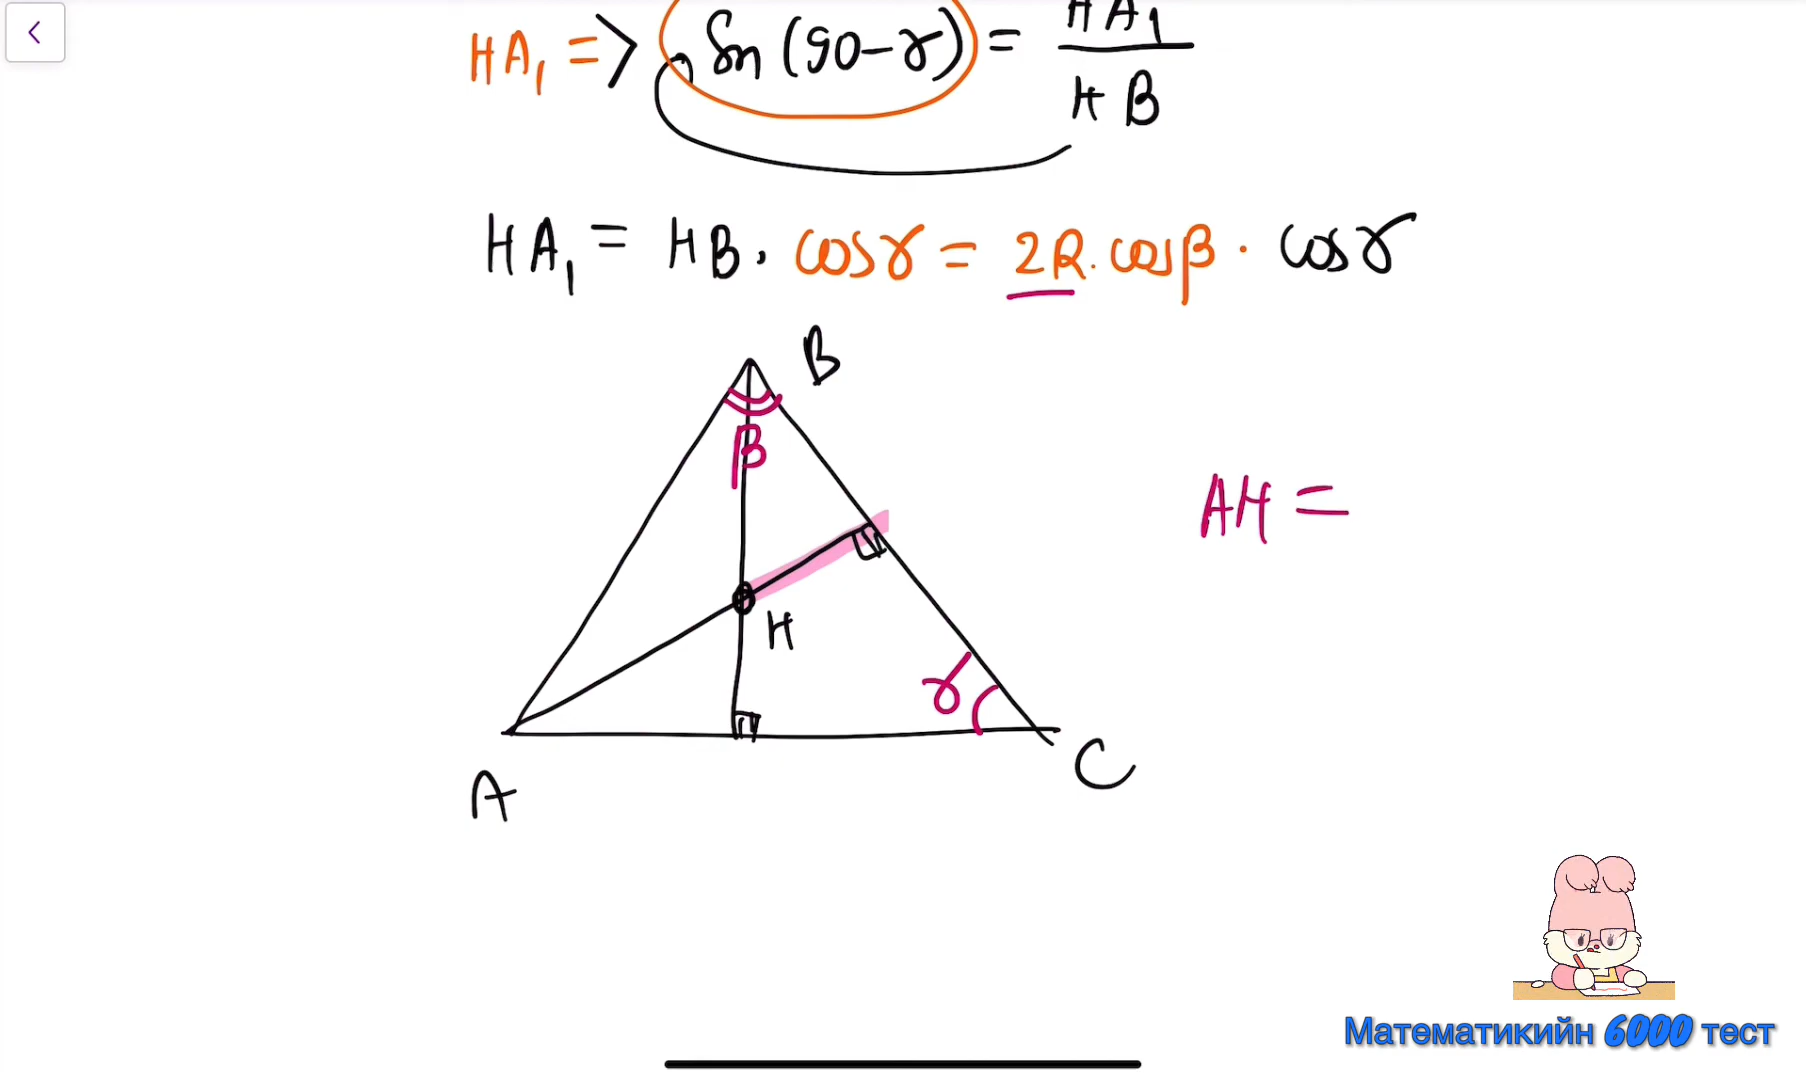 HA₁ => Sin (90-γ) = HA₁ / HB
HA₁ = HB · cosγ = 2R · cosβ · cosγ
B
β
AH =
H
γ
C
A
Математикийн 6000 тест